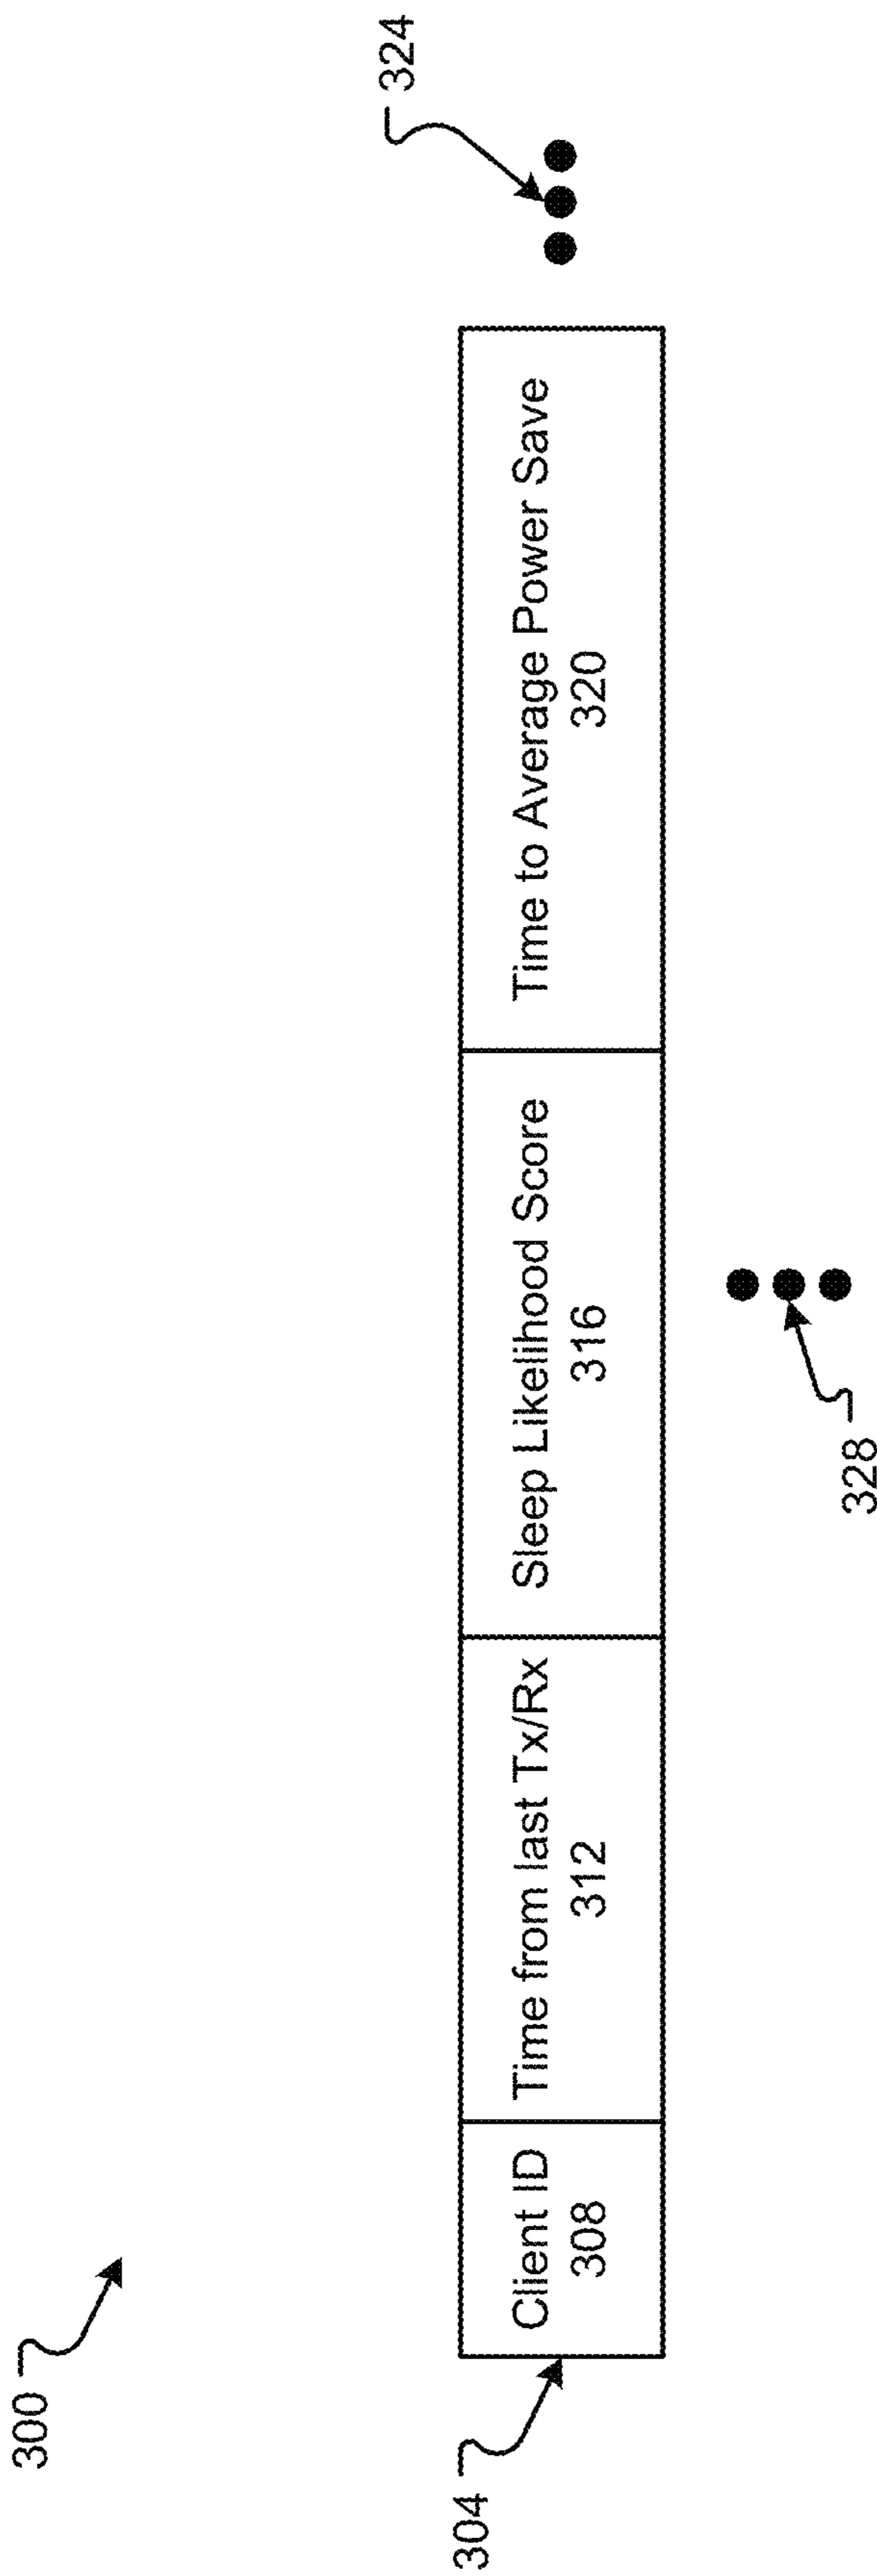 300
304
Client ID
308
Time from last Tx/Rx
312
Sleep Likelihood Score
316
Time to Average Power Save
320
324
328